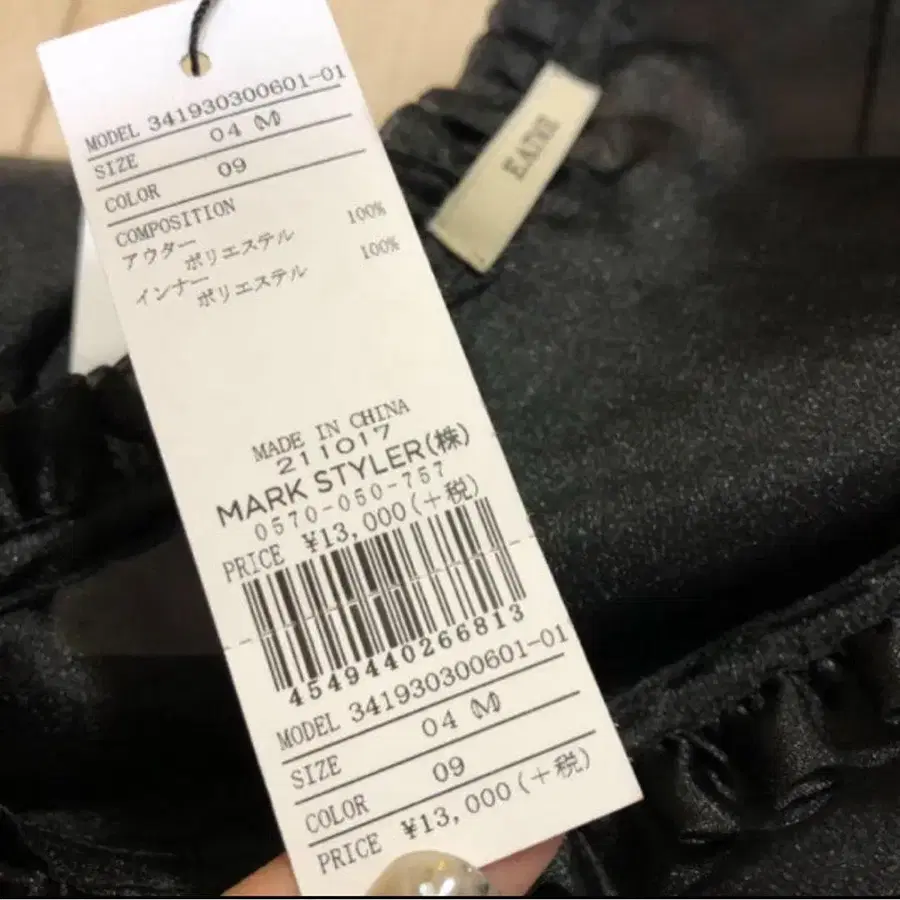 MODEL 341930300601-01
SIZE 04 M
COLOR 09
COMPOSITION
アウター
ポリエステル 100%
インナー
ポリエステル 100%
MADE IN CHINA
211017
MARK STYLER(株)
0570-050-757
PRICE ¥13,000(+税)
4549440266813
MODEL 341930300601-01
SIZE 04 M
COLOR 09
PRICE ¥13,000(+税)